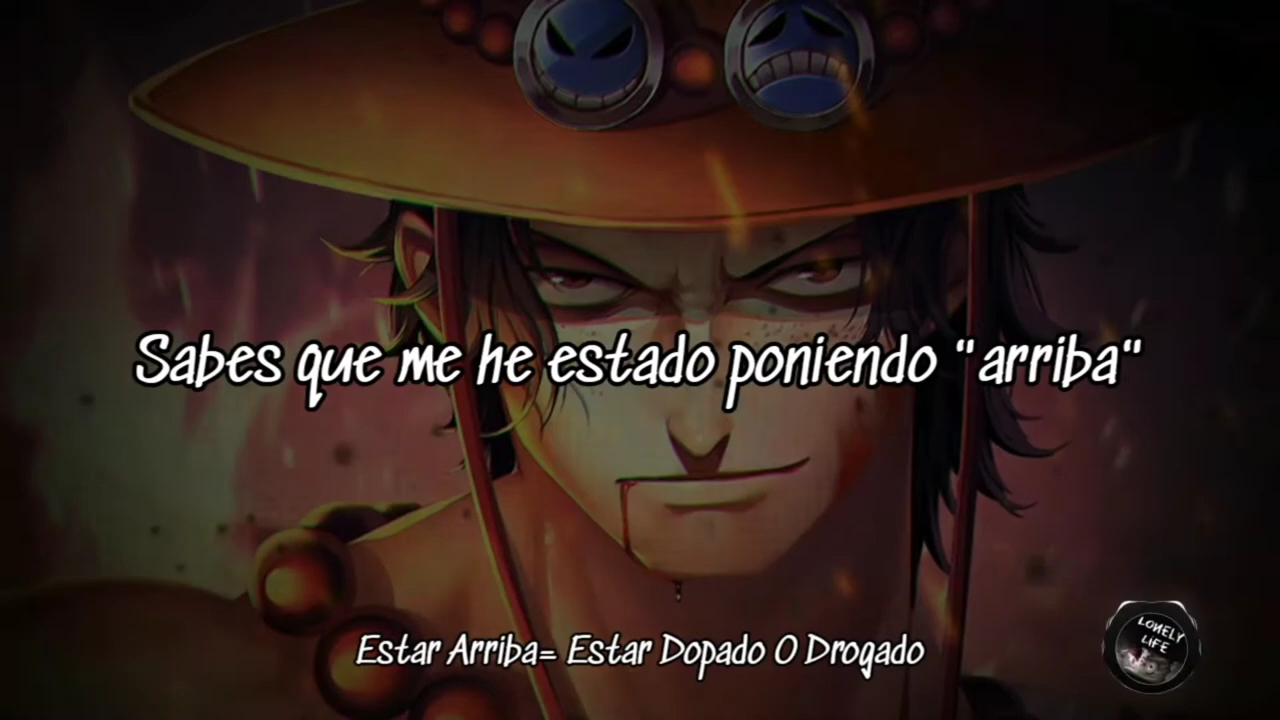 Sabes que me he estado poniendo "arriba"
Estar Arriba= Estar Dopado O Drogado
LONELY
LIFE